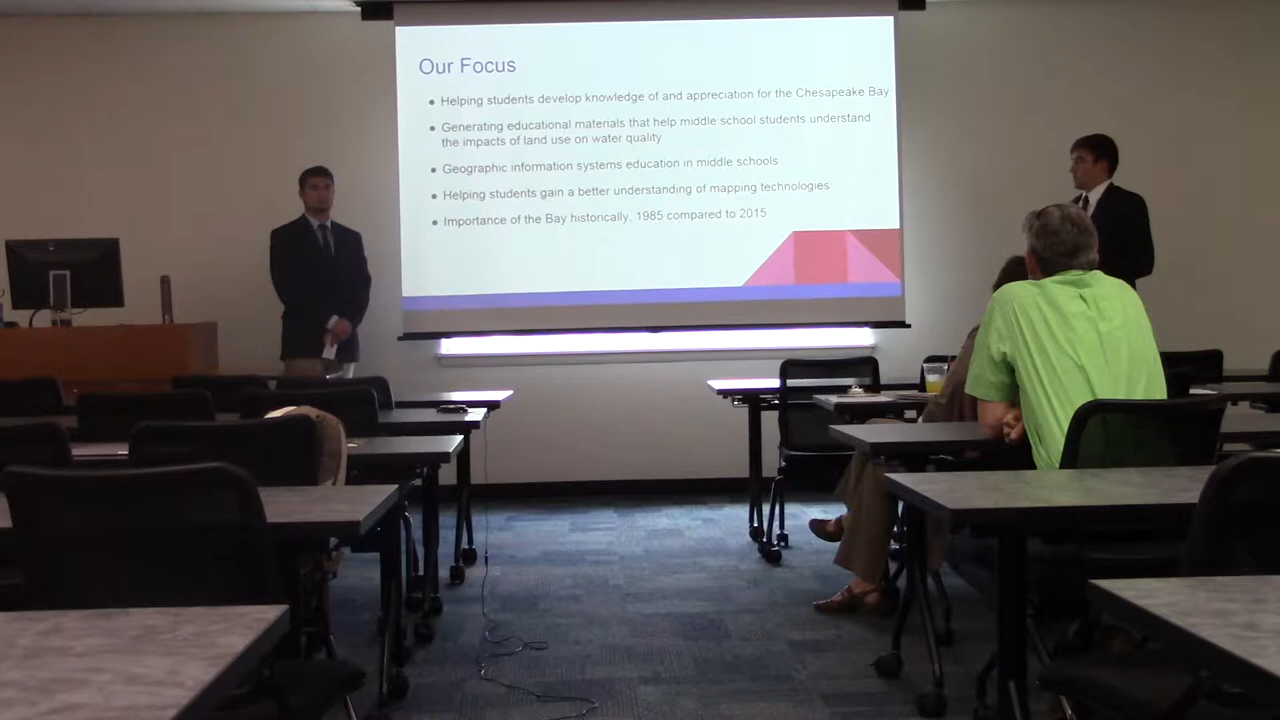 Our Focus
Helping students develop knowledge of and appreciation for the Chesapeake Bay
Generating educational materials that help middle school students understand
the impacts of land use on water quality
Geographic information systems education in middle schools
Helping students gain a better understanding of mapping technologies
Importance of the Bay historically, 1985 compared to 2015